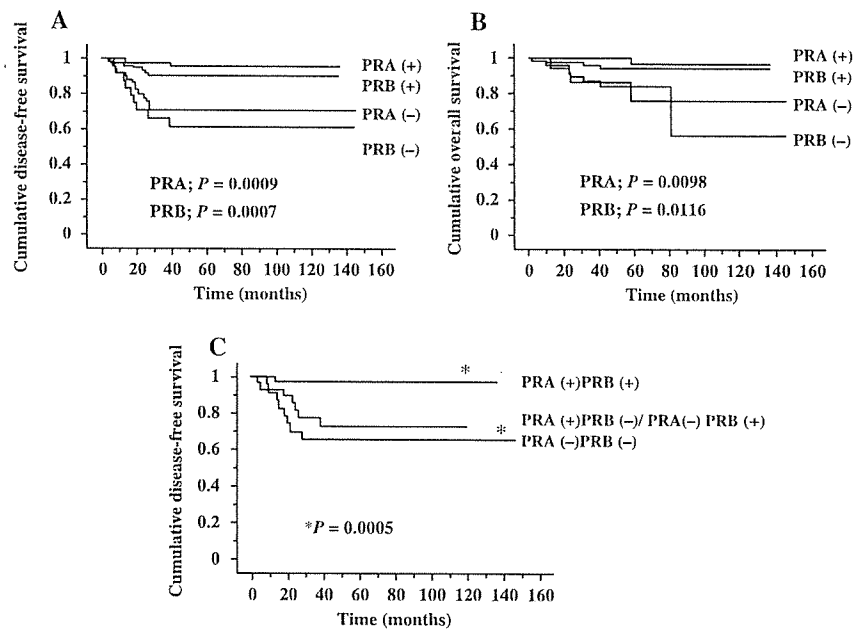 A
Cumulative disease-free survival
1
0.8
0.6
0.4
0.2
0
PRA (+)
PRB (+)
PRA (–)
PRB (–)
PRA; P = 0.0009
PRB; P = 0.0007
0 20 40 60 80 100 120 140 160
Time (months)
B
Cumulative overall survival
1
0.8
0.6
0.4
0.2
0
PRA (+)
PRB (+)
PRA (–)
PRB (–)
PRA; P = 0.0098
PRB; P = 0.0116
0 20 40 60 80 100 120 140 160
Time (months)
C
Cumulative disease-free survival
1
0.8
0.6
0.4
0.2
0
*
PRA (+)PRB (+)
PRA (+)PRB (–)/ PRA(–) PRB (+)
*
PRA (–)PRB (–)
*P = 0.0005
0 20 40 60 80 100 120 140 160
Time (months)